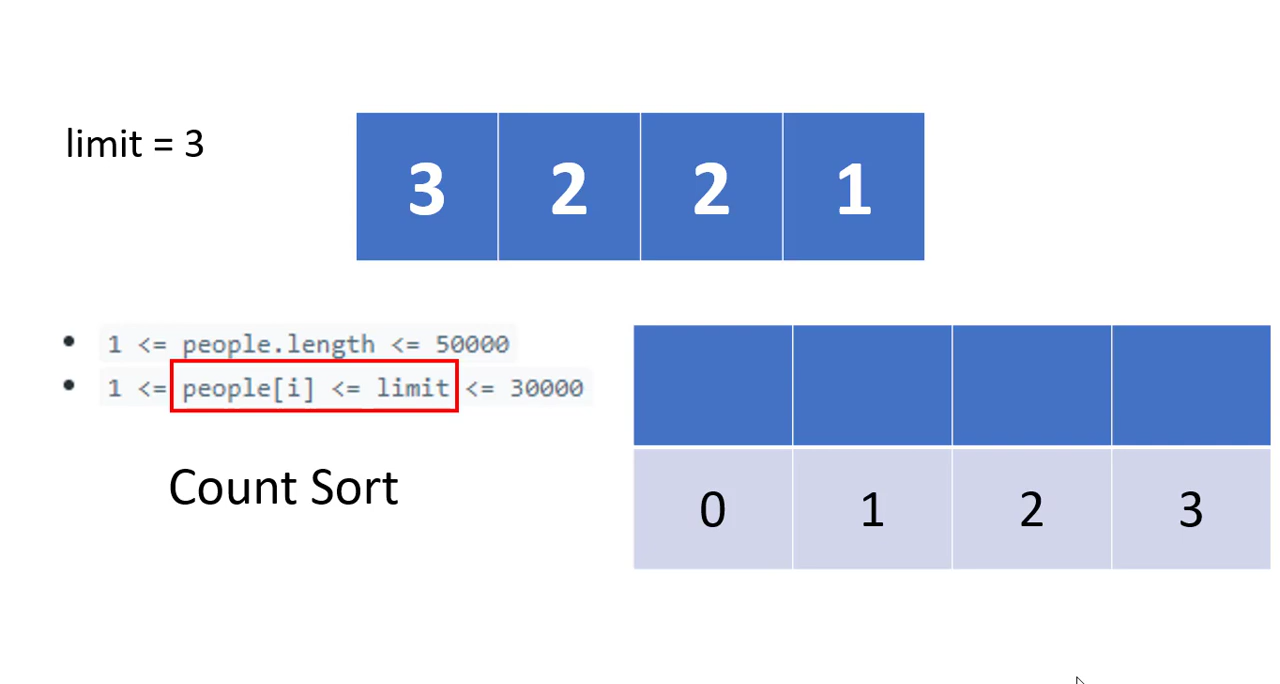 limit = 3
3 2 2 1
1 <= people.length <= 50000
1 <= people[i] <= limit <= 30000
Count Sort
0 1 2 3